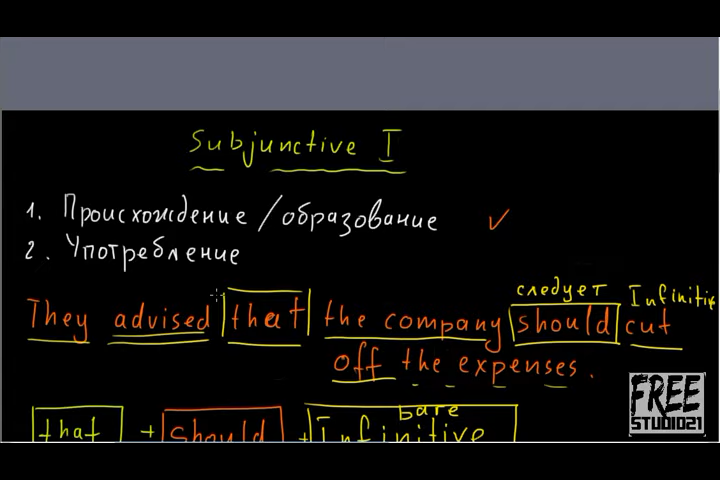 Subjunctive I
1. Происхождение/образование ✓
2. Употребление
следует Infinitive
They advised that the company should cut
off the expenses.
bare
that + should + Infinitive
FREE
STUDIO21